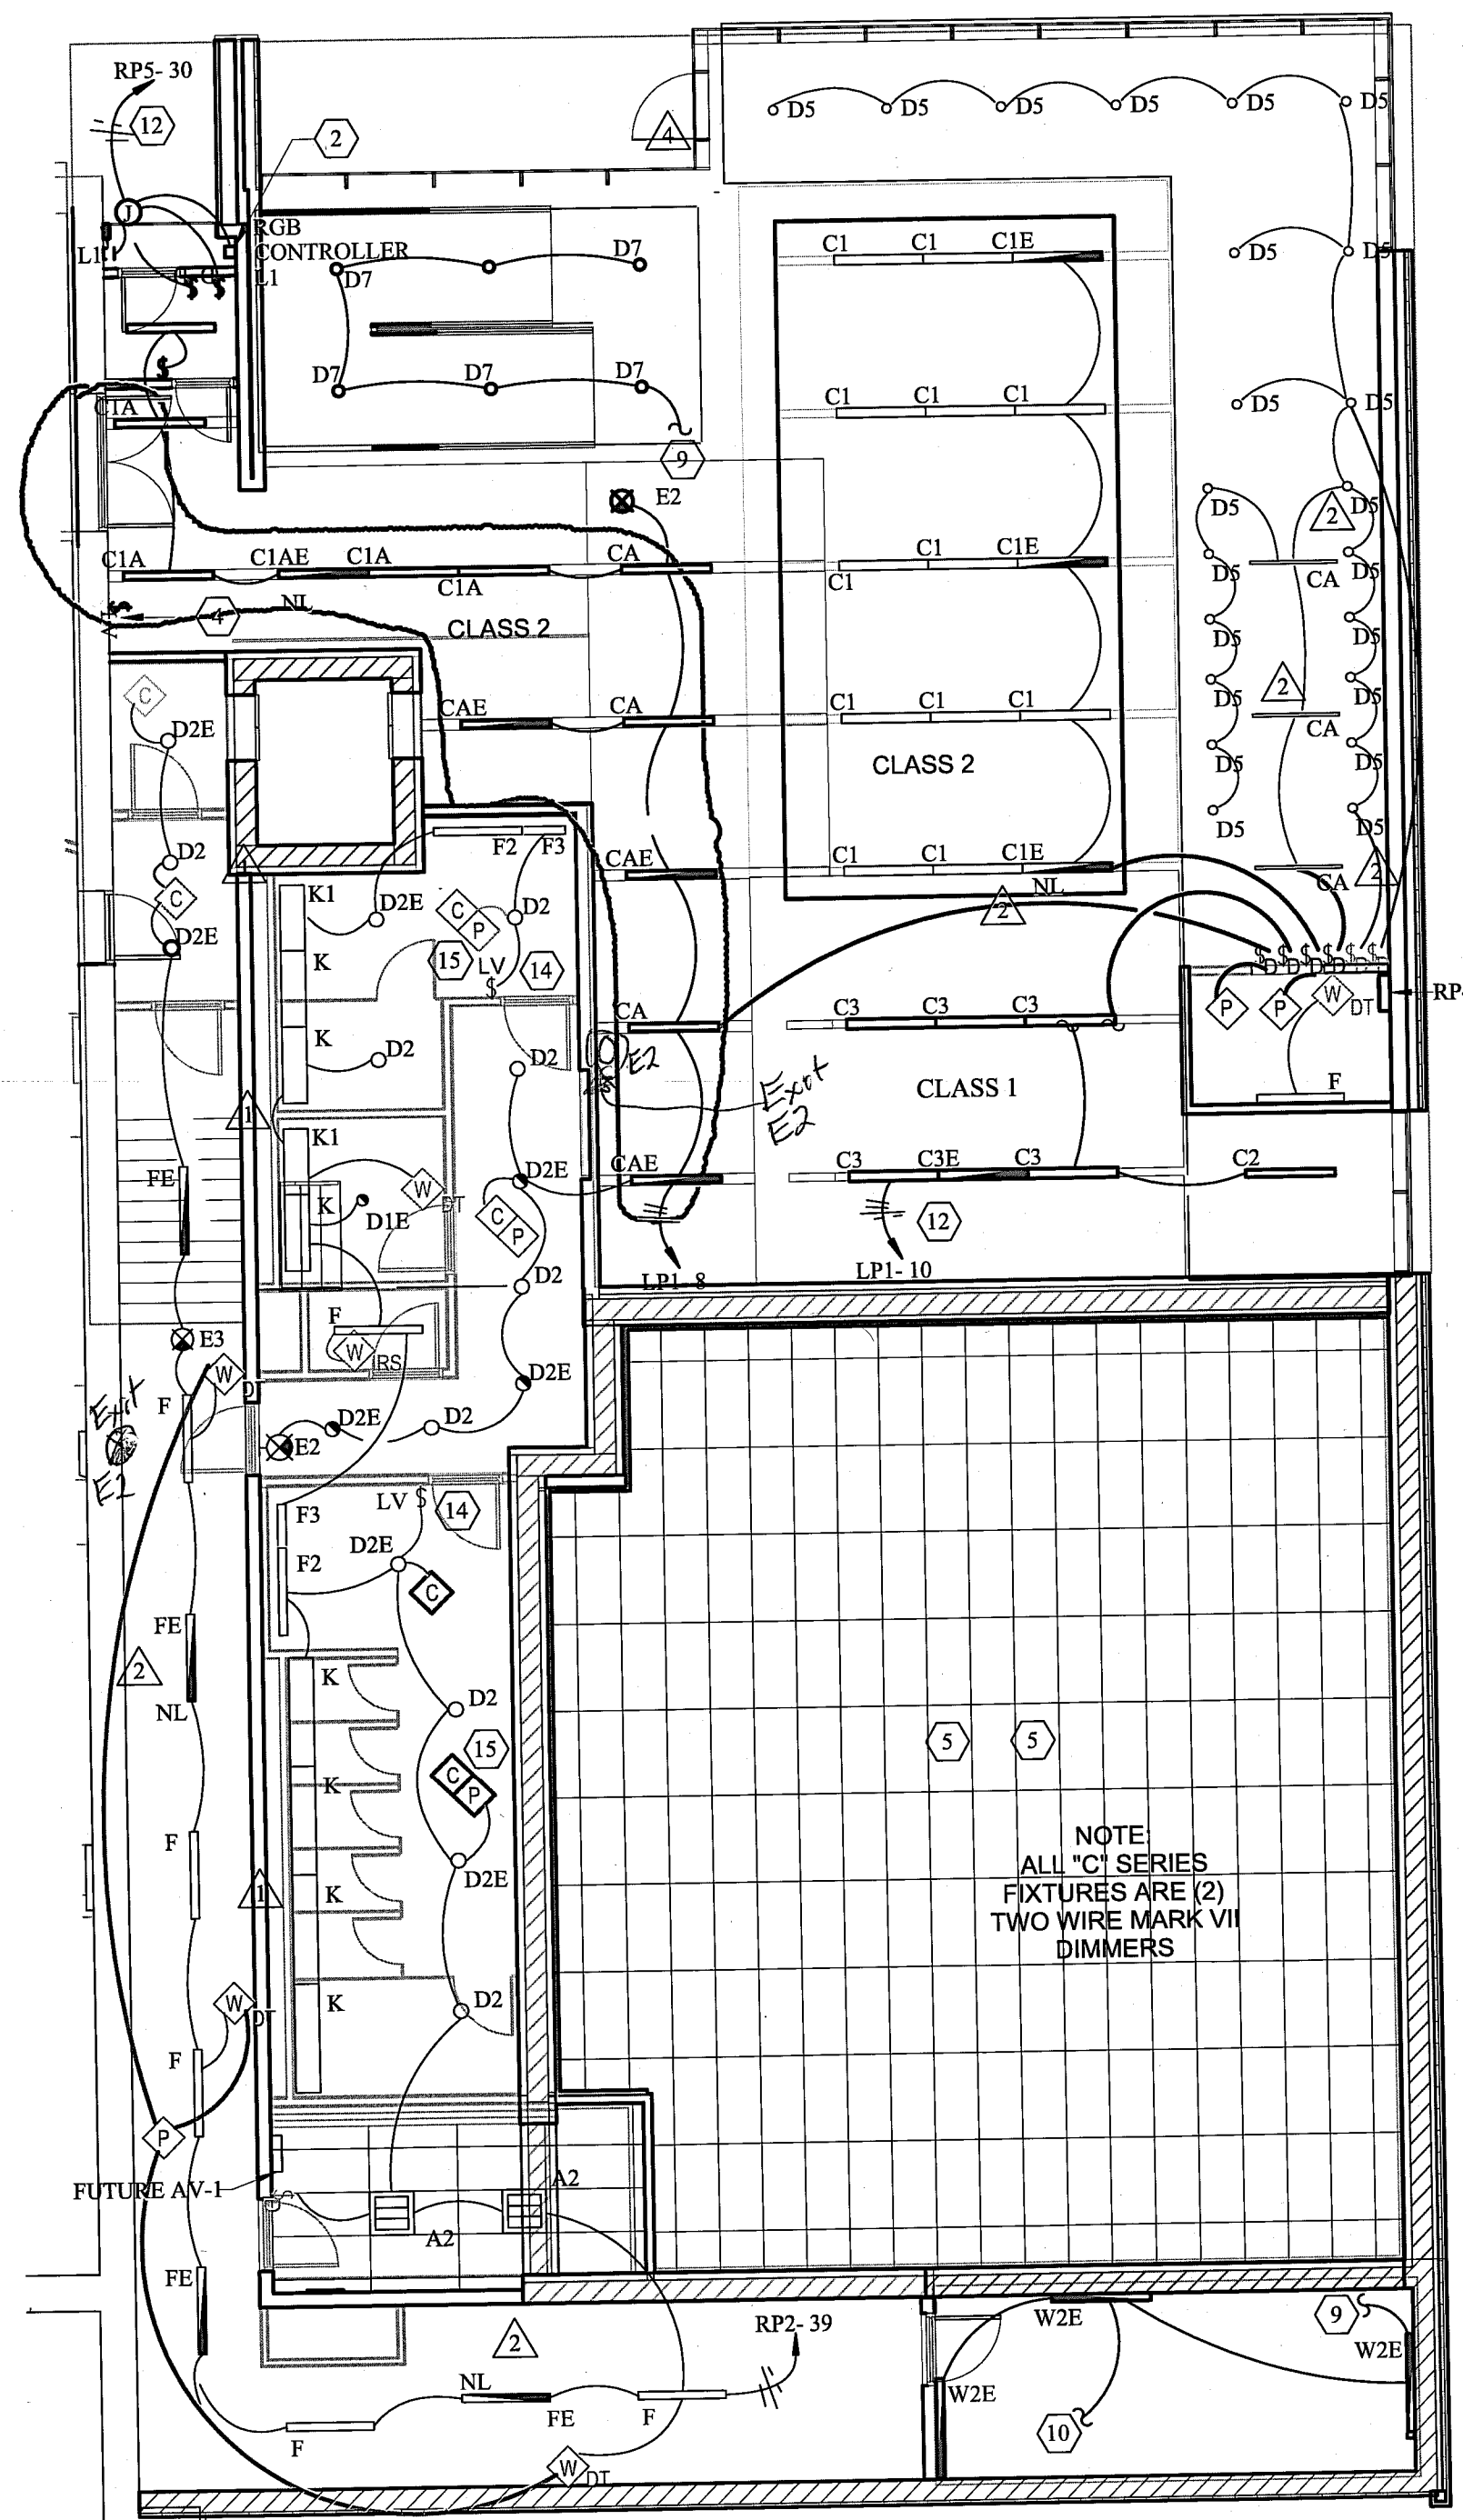 RP5- 30
12
2
4
D5 D5 D5 D5 D5 D5
J
RGB
CONTROLLER
L1
L1
D7
D7
C1 C1 C1E
D5 D5
$ $
$
D7 D7
C1A
C1 C1 C1
D5 D5
9
E2
D5 D5
2
C1A C1AE C1A CA
C1A
C1 C1E
C1
D5 CA D5
$
4
NL
CLASS 2
D5 D5
C
D2E
CAE CA
C1 C1 C1
D5 2 D5
CA
CLASS 2
D5 D5
F2 F3
D2
1
CAE
C1 C1 C1E
D5 D5
NL
2
CA
2
C
D2E
K1
D2E
C P
D2
K
15
LV
$
14
$ $ $ $ $ $
D D D D
P P W DT
RP
CA
C3 C3 C3
K
D2
D2
E2
Exit
E2
CLASS 1
F
1
K1
FE
K
W
DT
D1E
D2E
C P
CAE
C3 C3E C3
C2
12
D2
LP1- 8
LP1- 10
E3
F
W
RS
W
DT
F
D2E
Exit
E2
E2
D2E
D2
F3
LV $
14
F2
D2E
C
FE
2
NL
K
D2
15
C P
K
5 5
F
D2E
1
K
NOTE:
ALL "C" SERIES
FIXTURES ARE (2)
TWO WIRE MARK VII
DIMMERS
W
DT
K
D2
F
P
FUTURE AV-1
$
A2
A2
FE
2
RP2- 39
W2E
9
W2E
NL
FE
F
W2E
F
10
W
DT